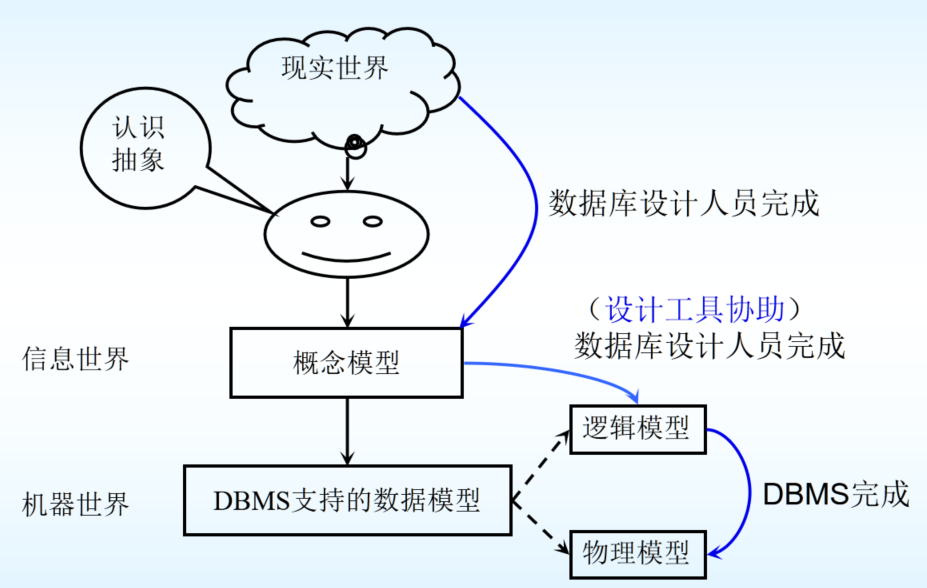 现实世界
认识
抽象
数据库设计人员完成
（设计工具协助）
数据库设计人员完成
信息世界
概念模型
逻辑模型
机器世界
DBMS支持的数据模型
DBMS完成
物理模型